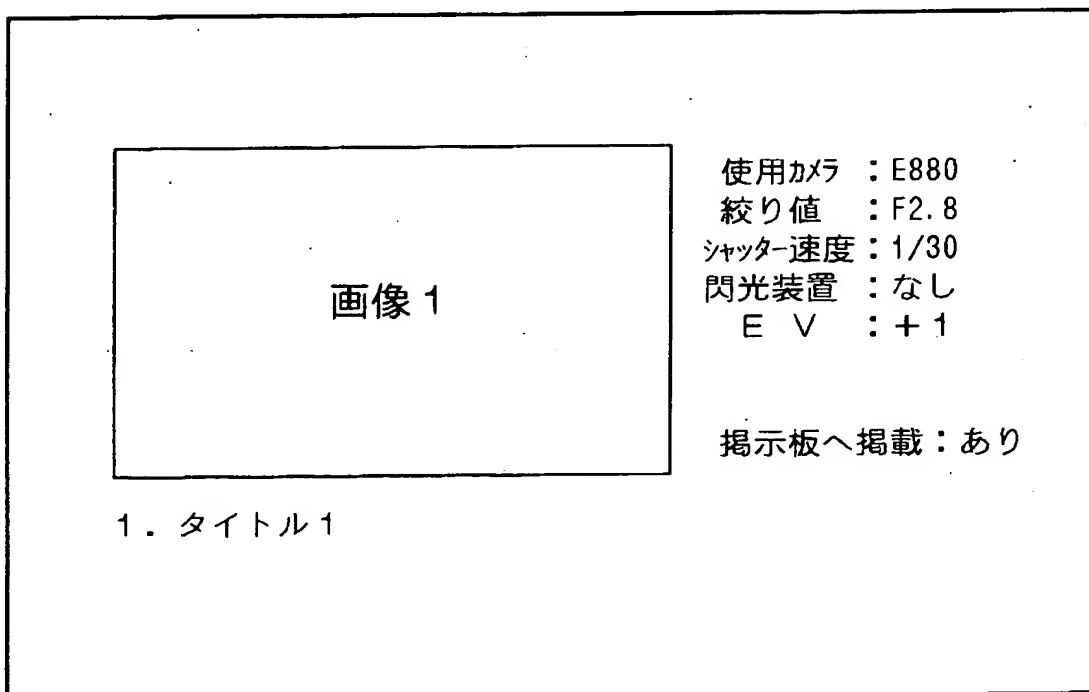 画像1
使用カメラ:E880
絞り値:F2.8
シャッター速度:1/30
閃光装置:なし
EV:+1
掲示板へ掲載:あり
1.タイトル1